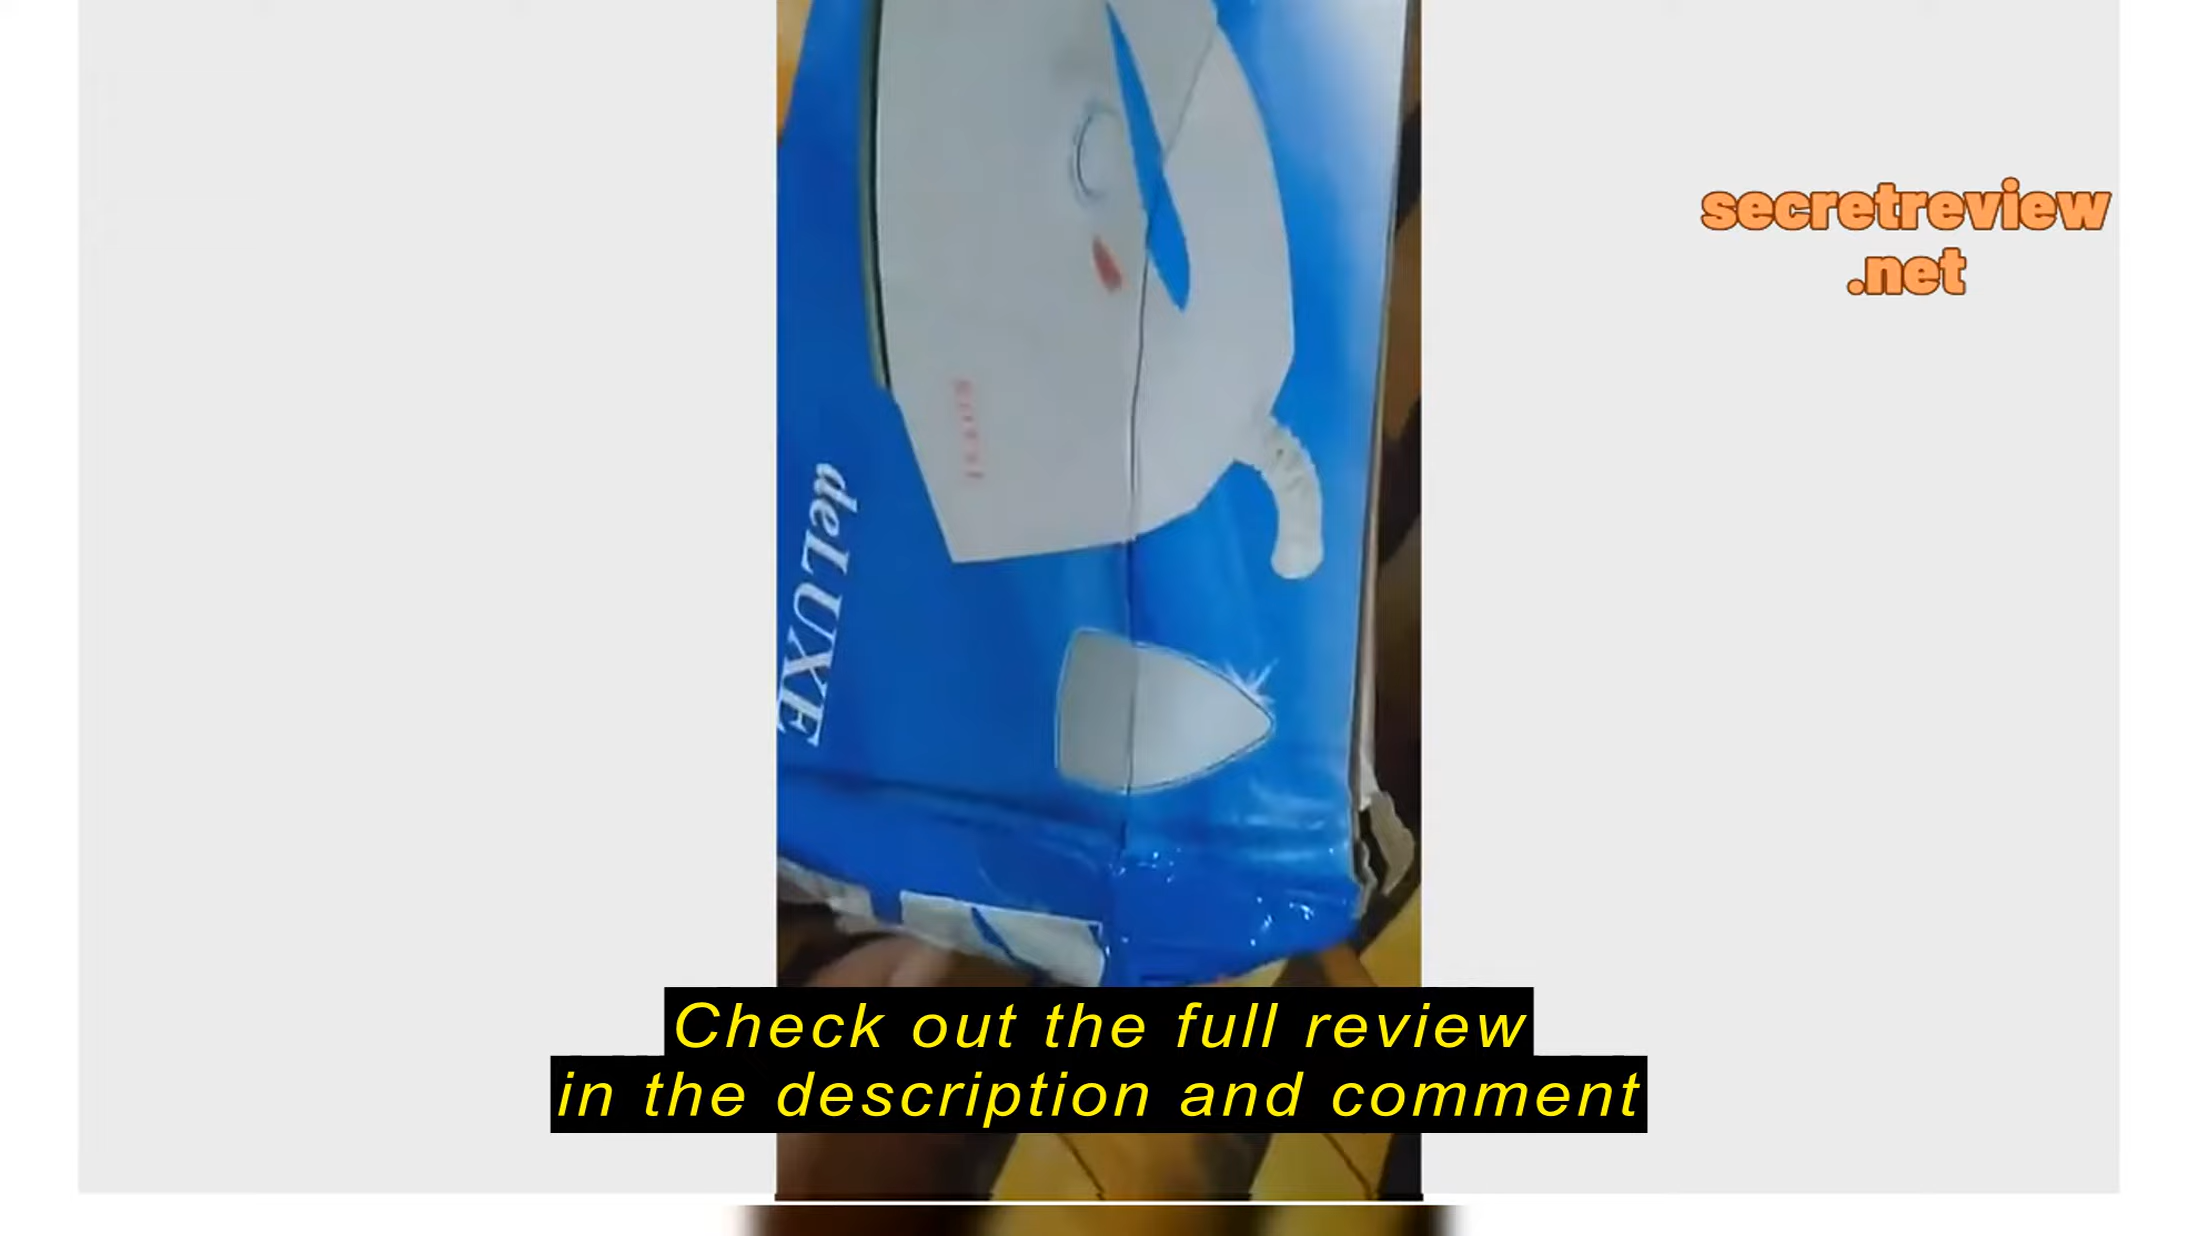 secretreview
.net
deLUXE
Check out the full review
in the description and comment